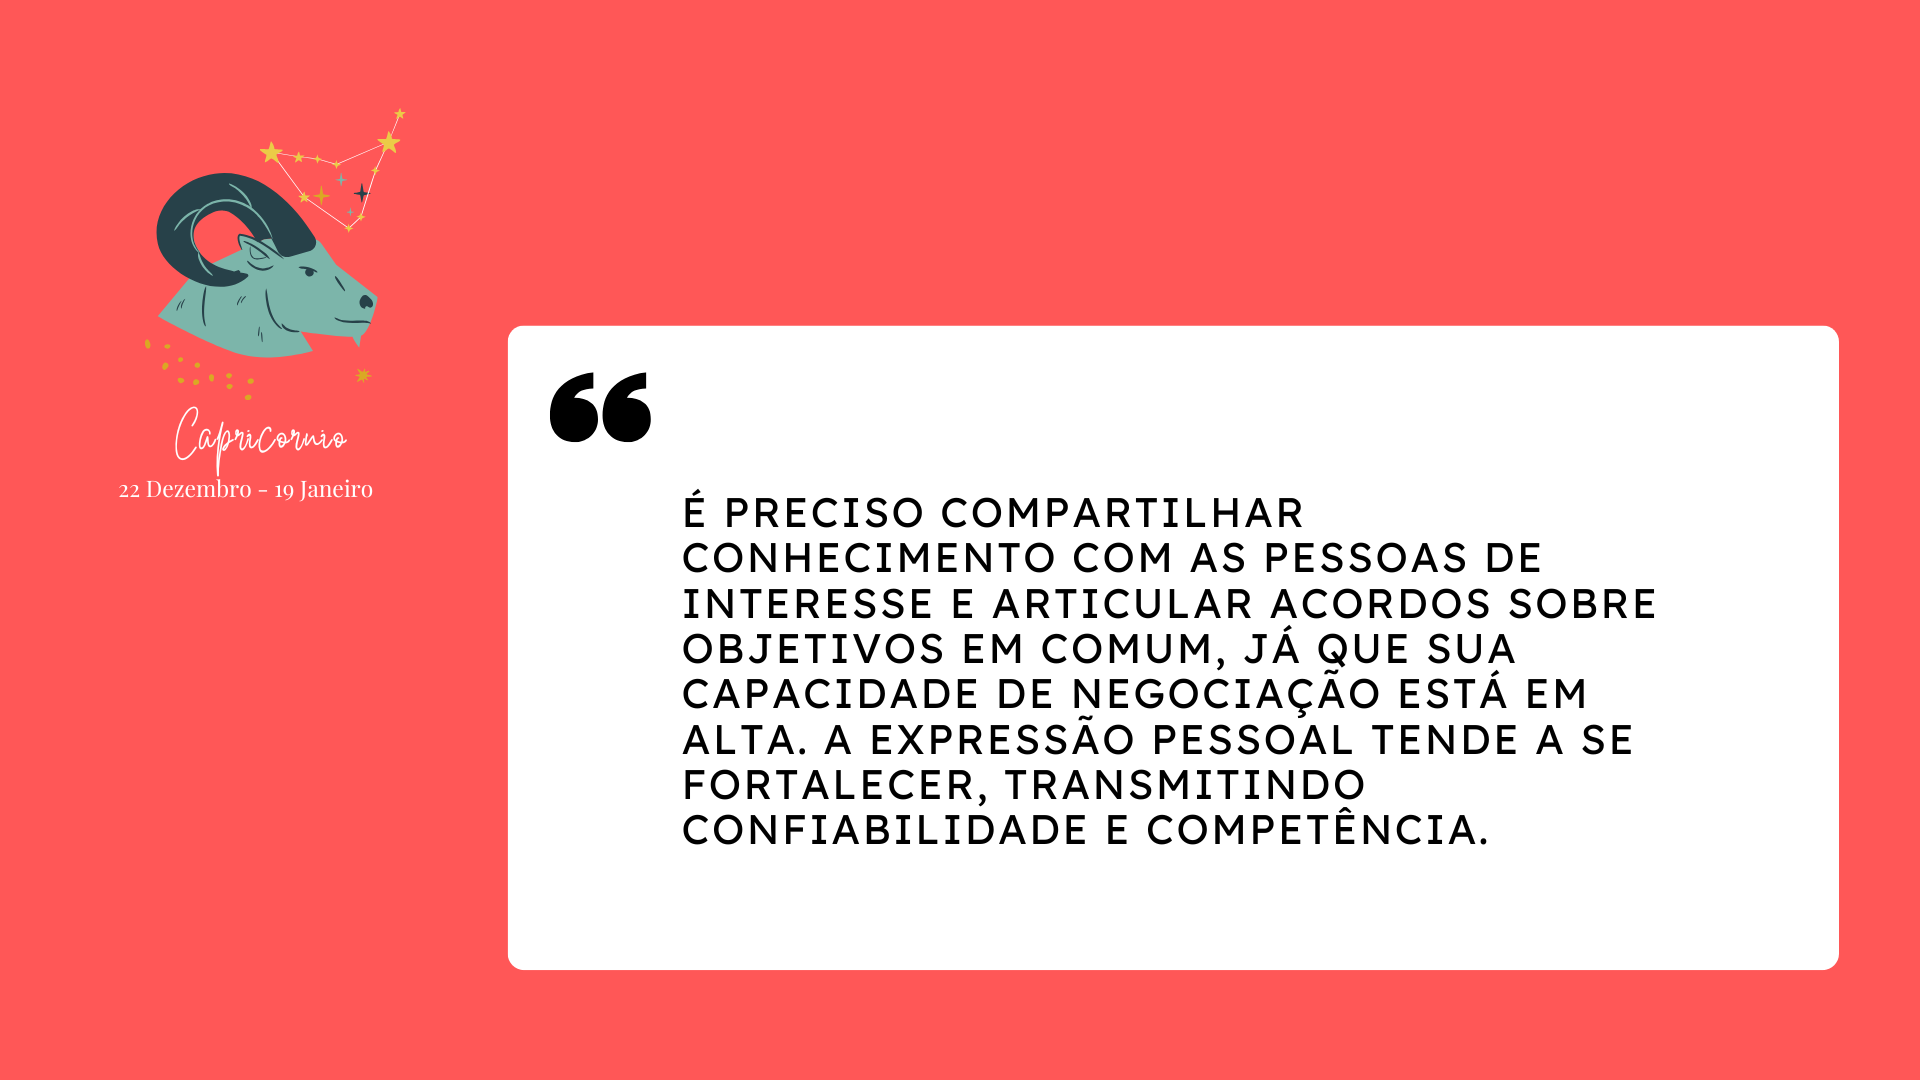 Capricornio
22 Dezembro - 19 Janeiro
“
É PRECISO COMPARTILHAR
CONHECIMENTO COM AS PESSOAS DE
INTERESSE E ARTICULAR ACORDOS SOBRE
OBJETIVOS EM COMUM, JÁ QUE SUA
CAPACIDADE DE NEGOCIAÇÃO ESTÁ EM
ALTA. A EXPRESSÃO PESSOAL TENDE A SE
FORTALECER, TRANSMITINDO
CONFIABILIDADE E COMPETÊNCIA.